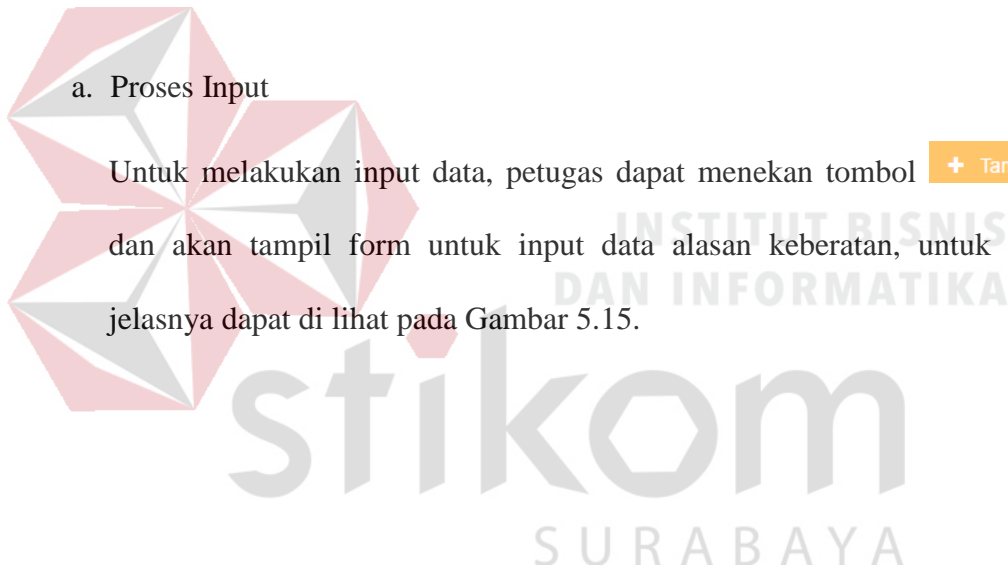 a. Proses Input
Untuk melakukan input data, petugas dapat menekan tombol + Tam
INSTITUT BISNIS
dan akan tampil form untuk input data alasan keberatan, untuk
DAN INFORMATIKA
jelasnya dapat di lihat pada Gambar 5.15.
stikom
SURABAYA